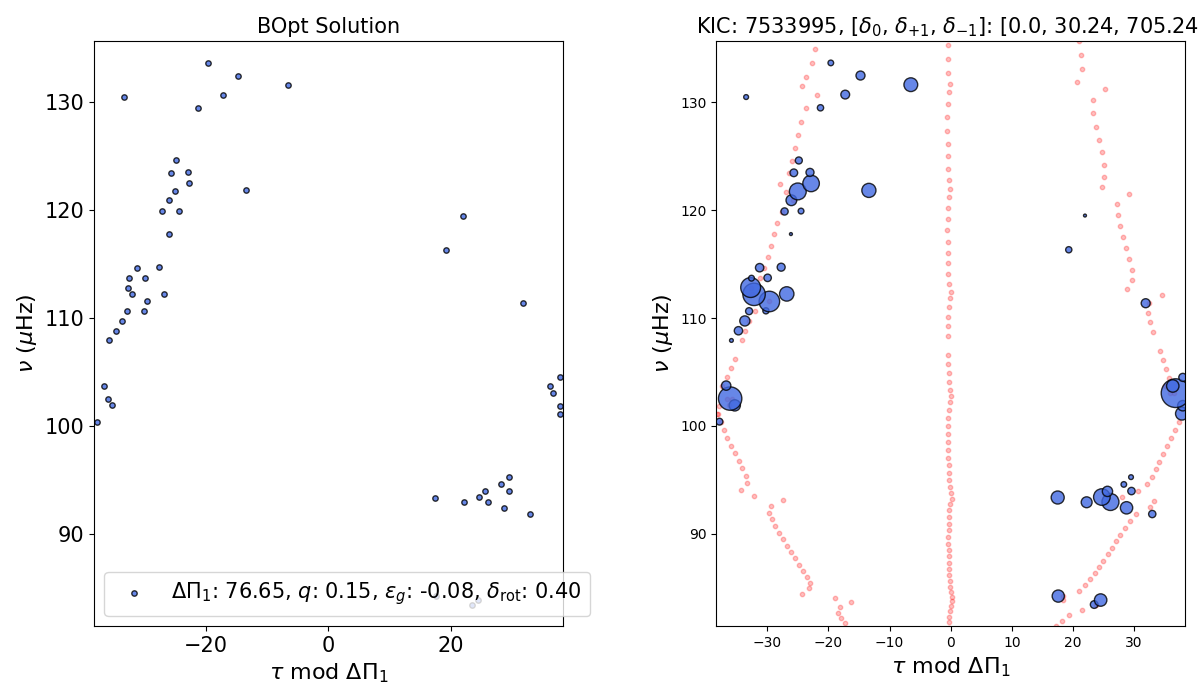 BOpt Solution
ν (μHz)
130
120
110
100
90
ΔΠ₁: 76.65, q: 0.15, ε_g: -0.08, δ_rot: 0.40
−20
0
20
τ mod ΔΠ₁
KIC: 7533995, [δ₀, δ₊₁, δ₋₁]: [0.0, 30.24, 705.24
ν (μHz)
130
120
110
100
90
−30
−20
−10
0
10
20
30
τ mod ΔΠ₁